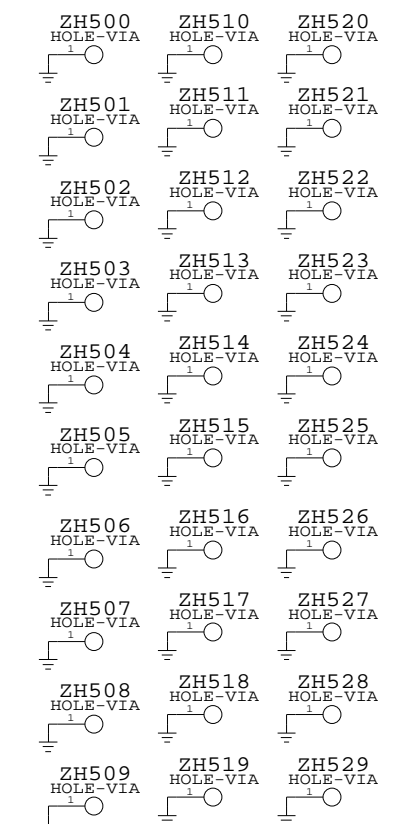 ZH500
HOLE-VIA
1
ZH501
HOLE-VIA
1
ZH502
HOLE-VIA
1
ZH503
HOLE-VIA
1
ZH504
HOLE-VIA
1
ZH505
HOLE-VIA
1
ZH506
HOLE-VIA
1
ZH507
HOLE-VIA
1
ZH508
HOLE-VIA
1
ZH509
HOLE-VIA
1
ZH510
HOLE-VIA
1
ZH511
HOLE-VIA
1
ZH512
HOLE-VIA
1
ZH513
HOLE-VIA
1
ZH514
HOLE-VIA
1
ZH515
HOLE-VIA
1
ZH516
HOLE-VIA
1
ZH517
HOLE-VIA
1
ZH518
HOLE-VIA
1
ZH519
HOLE-VIA
1
ZH520
HOLE-VIA
1
ZH521
HOLE-VIA
1
ZH522
HOLE-VIA
1
ZH523
HOLE-VIA
1
ZH524
HOLE-VIA
1
ZH525
HOLE-VIA
1
ZH526
HOLE-VIA
1
ZH527
HOLE-VIA
1
ZH528
HOLE-VIA
1
ZH529
HOLE-VIA
1